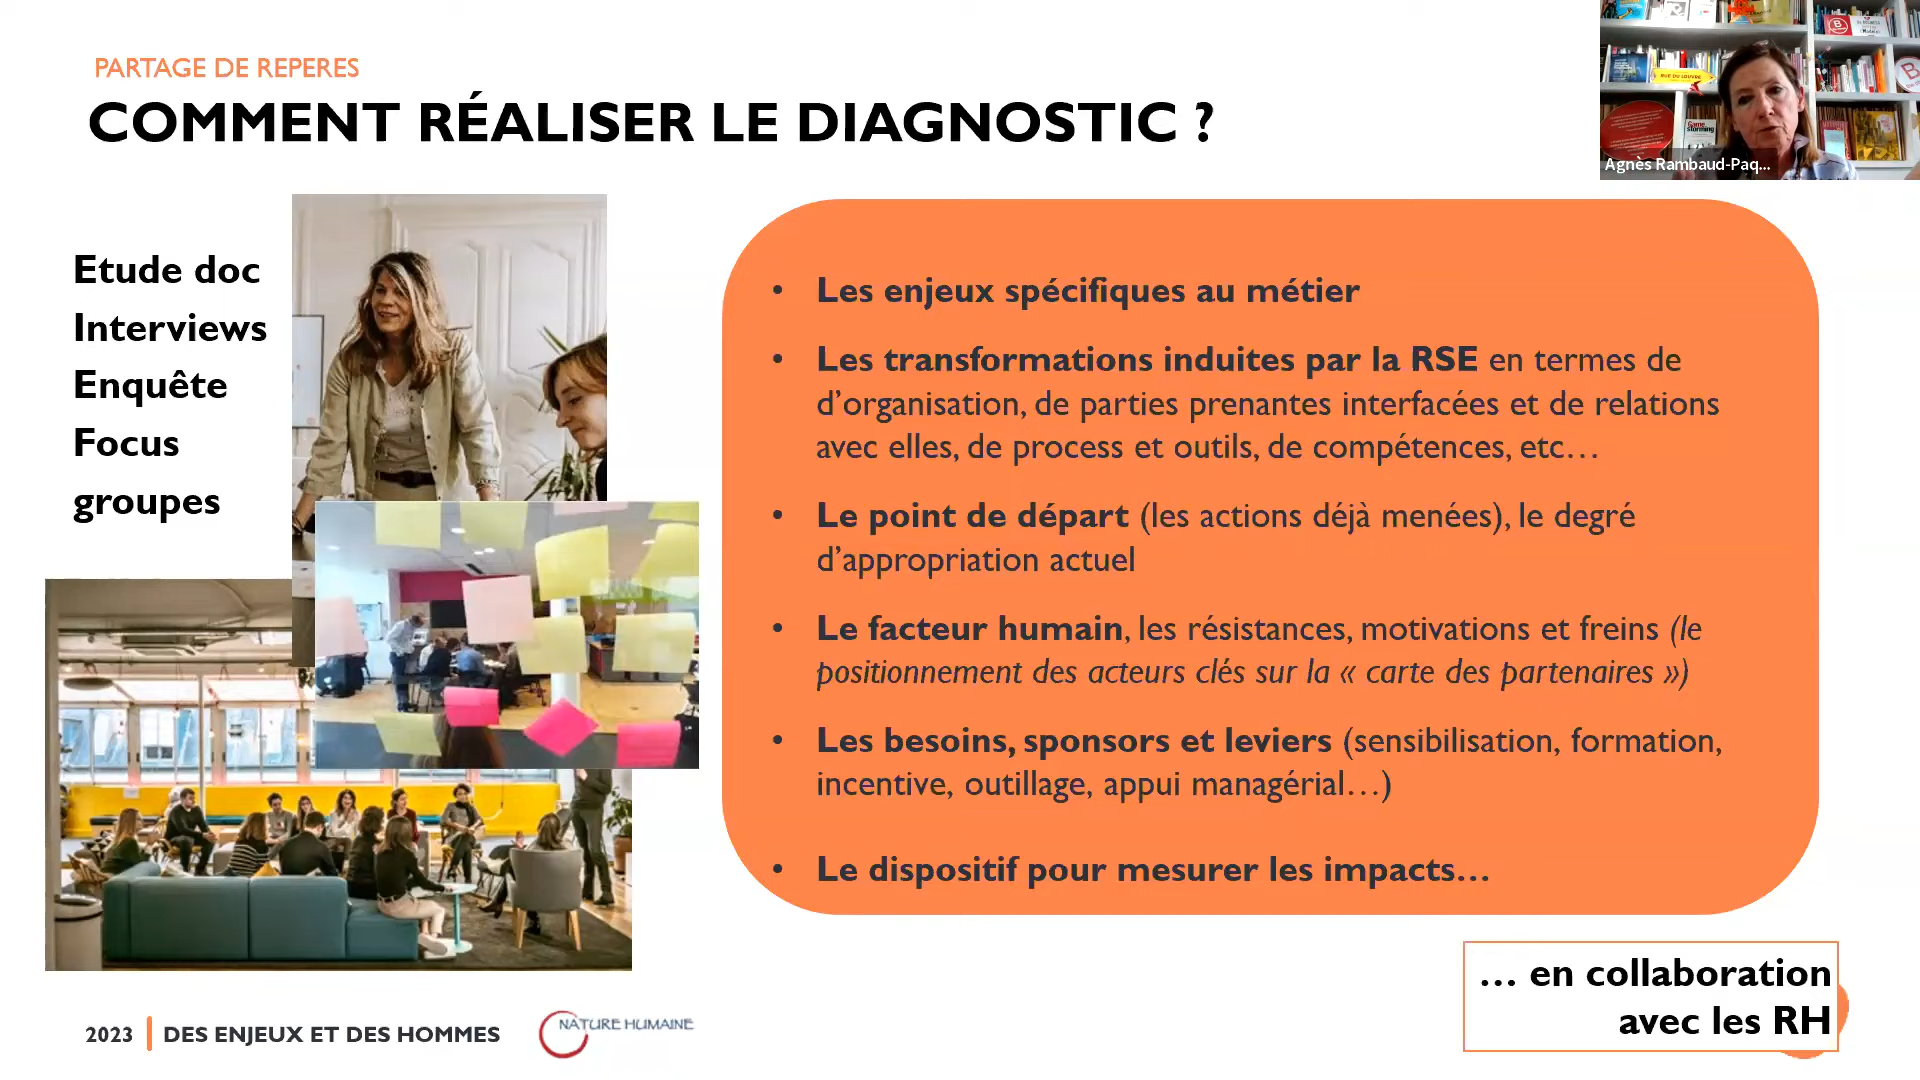 PARTAGE DE REPERES
COMMENT RÉALISER LE DIAGNOSTIC ?
Etude doc
Interviews
Enquête
Focus
groupes
• Les enjeux spécifiques au métier
• Les transformations induites par la RSE en termes de
d’organisation, de parties prenantes interfacées et de relations
avec elles, de process et outils, de compétences, etc…
• Le point de départ (les actions déjà menées), le degré
d’appropriation actuel
• Le facteur humain, les résistances, motivations et freins (le
positionnement des acteurs clés sur la « carte des partenaires »)
• Les besoins, sponsors et leviers (sensibilisation, formation,
incentive, outillage, appui managérial…)
• Le dispositif pour mesurer les impacts…
… en collaboration
avec les RH
2023 | DES ENJEUX ET DES HOMMES
NATURE HUMAINE
RUE DU LOUVRE
Game
storming
Agnès Rambaud-Paq...